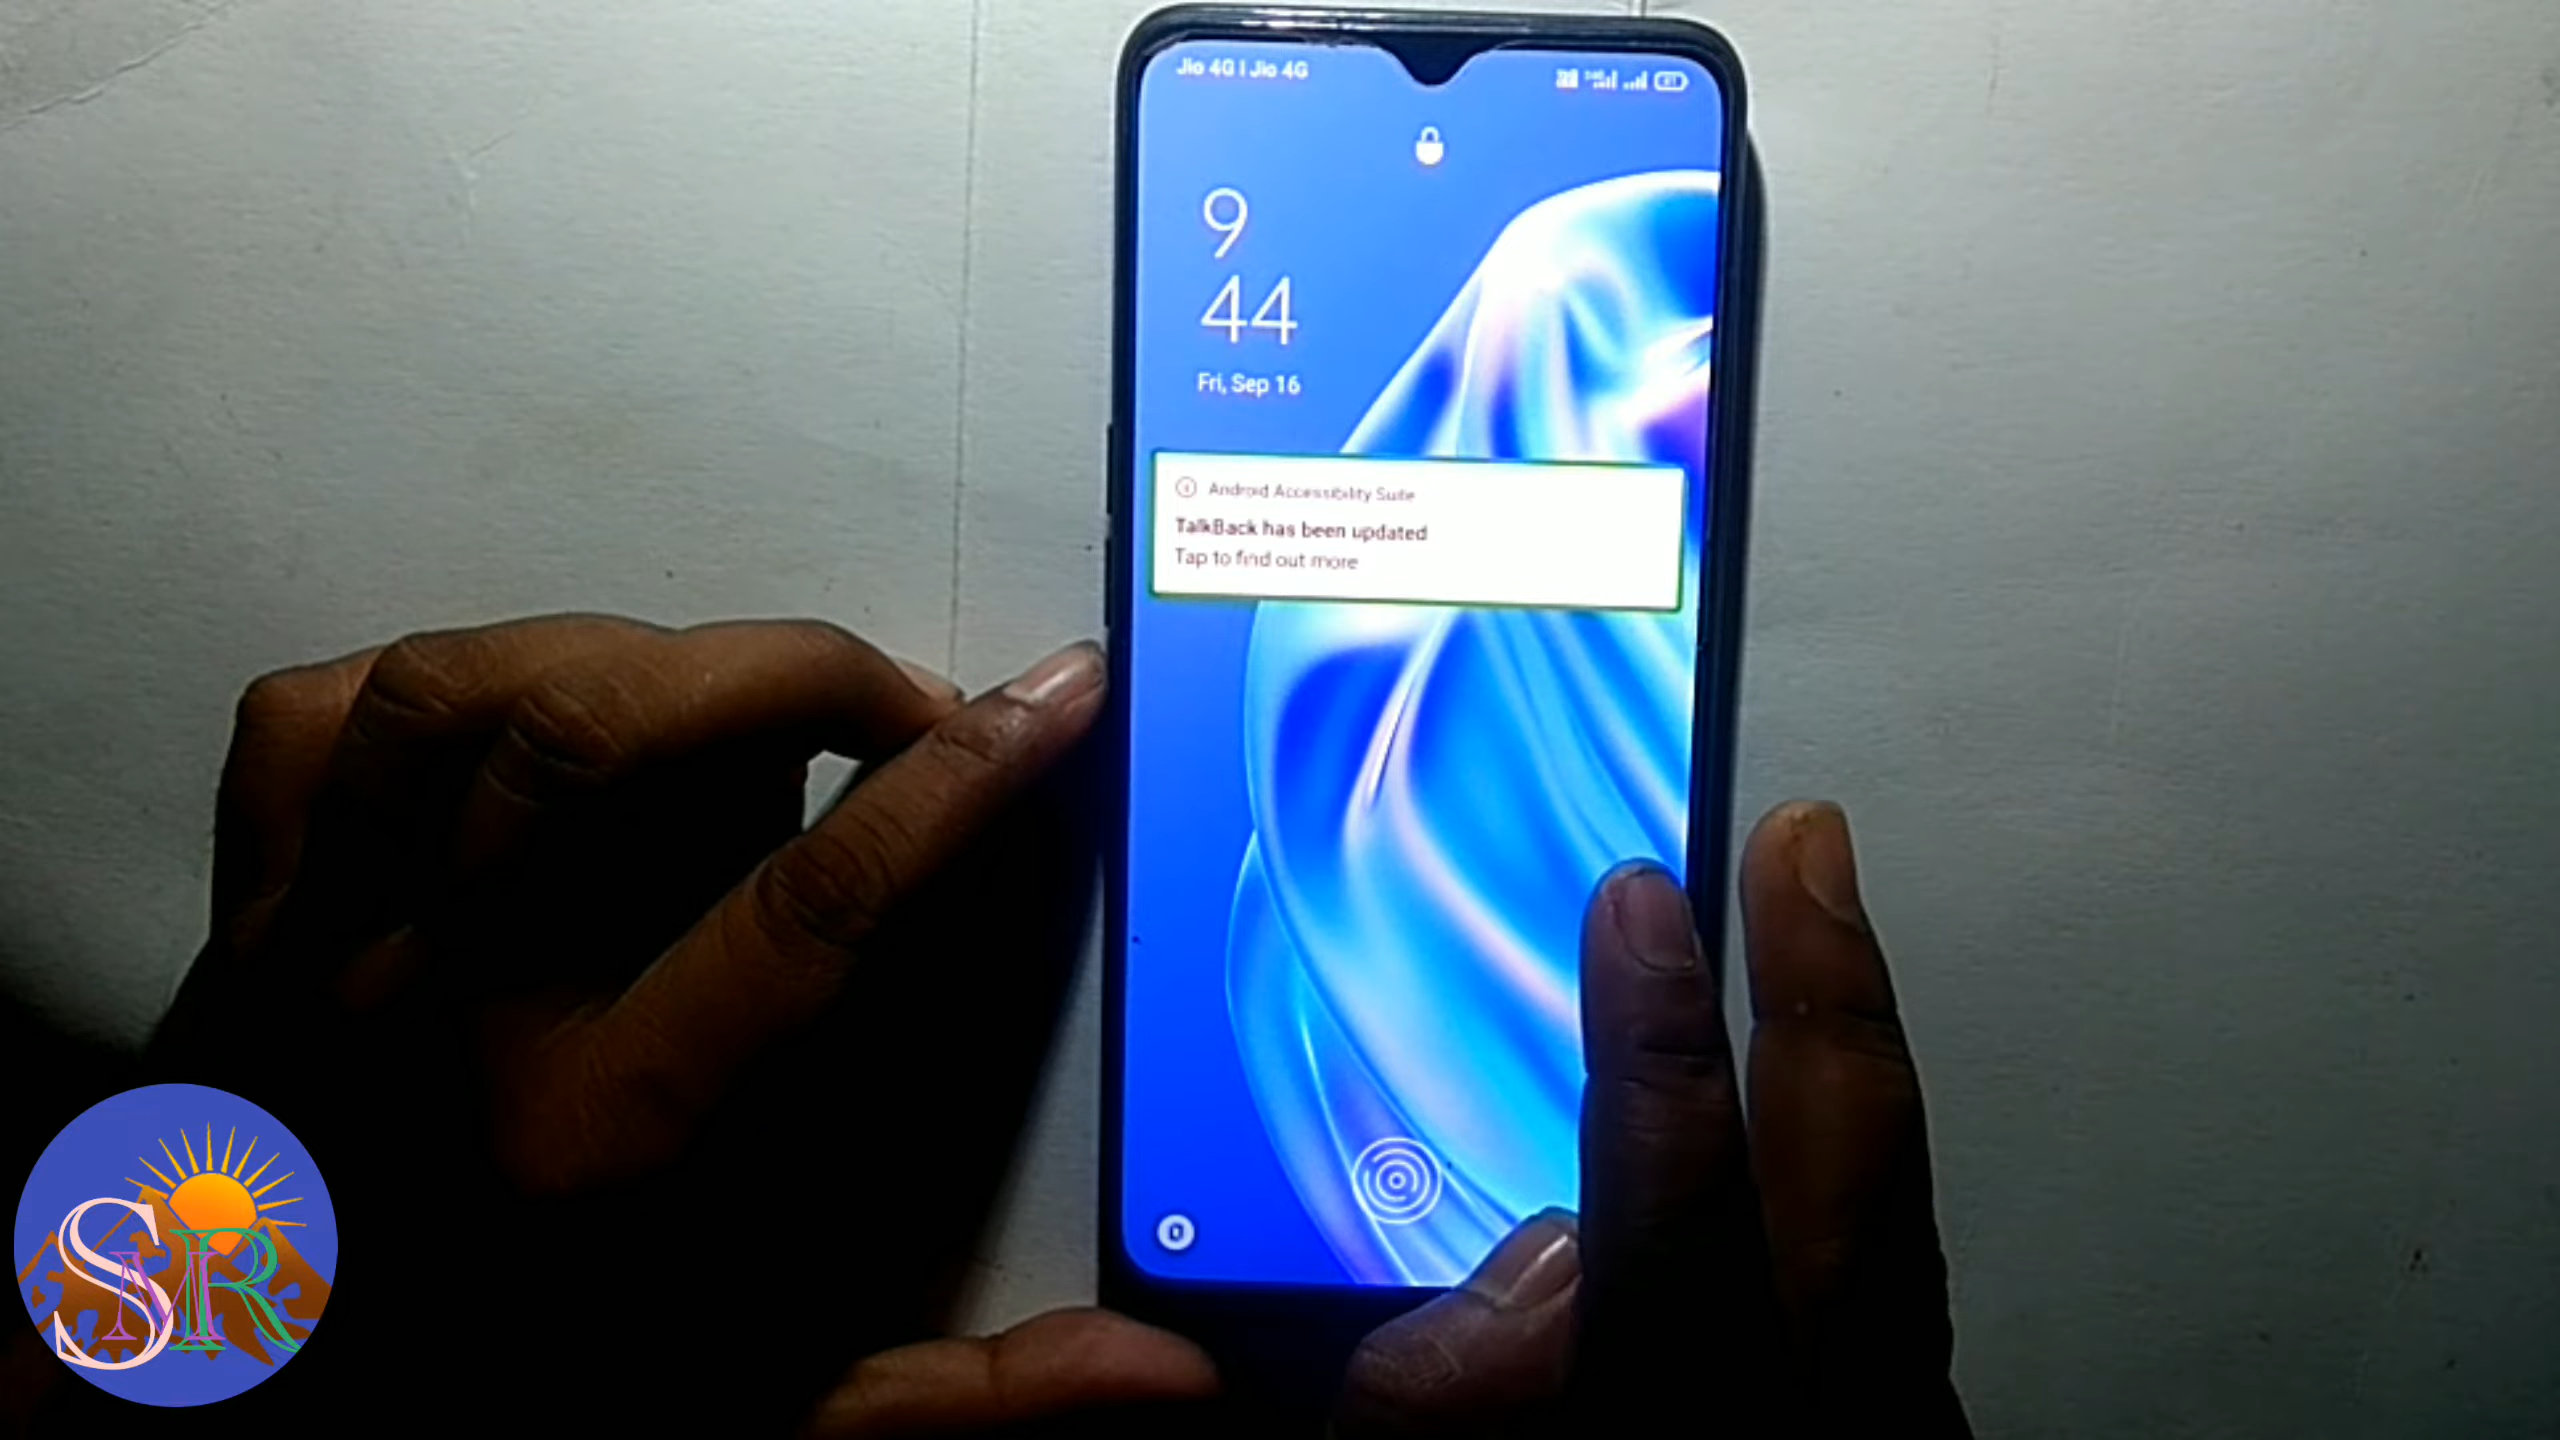 Jio 4G | Jio 4G
9
44
Fri, Sep 16
Android Accessibility Suite
TalkBack has been updated
Tap to find out more
SMR